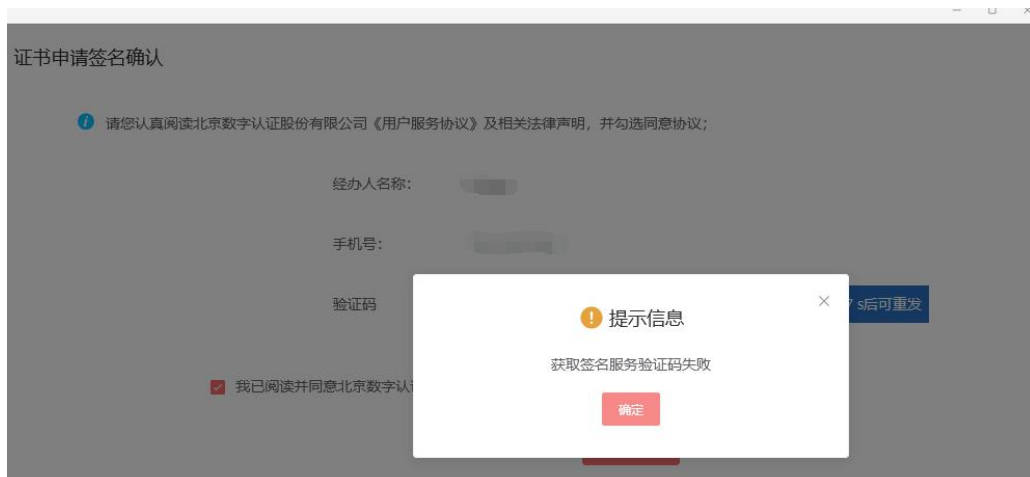 证书申请签名确认
请您认真阅读北京数字认证股份有限公司《用户服务协议》及相关法律声明，并勾选同意协议；
经办人名称：
手机号：
验证码
s后可重发
提示信息
获取签名服务验证码失败
我已阅读并同意北京数字认
确定